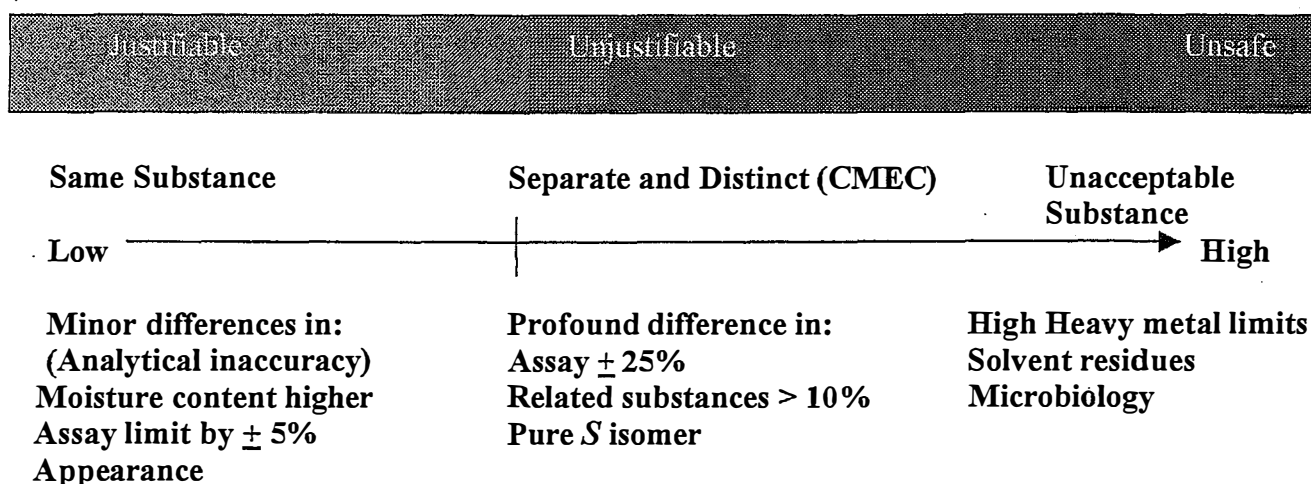 Justifiable Unjustifiable Unsafe
Same Substance Separate and Distinct (CMEC) Unacceptable
Substance
Low High
Minor differences in: Profound difference in: High Heavy metal limits
(Analytical inaccuracy) Assay ± 25% Solvent residues
Moisture content higher Related substances > 10% Microbiology
Assay limit by ± 5% Pure S isomer
Appearance